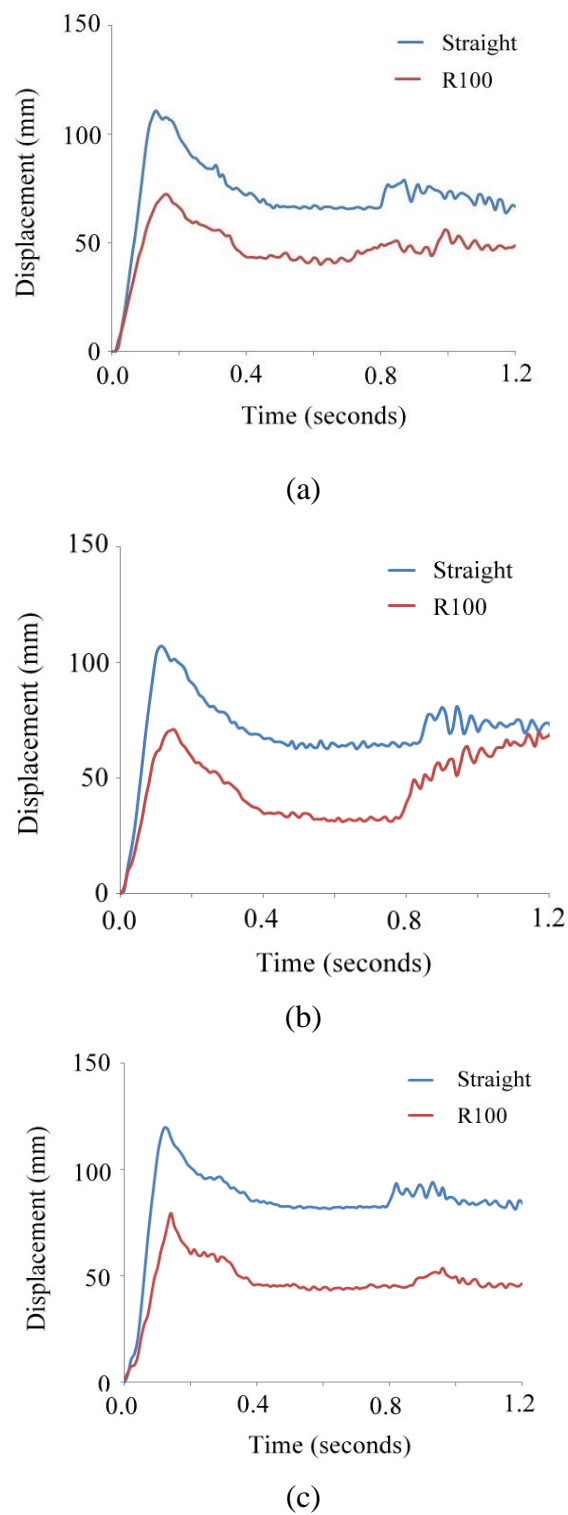 150
Straight
R100
100
50
0
Displacement (mm)
0.0 0.4 0.8 1.2
Time (seconds)
(a)
150
Straight
R100
100
50
0
Displacement (mm)
0.0 0.4 0.8 1.2
Time (seconds)
(b)
150
Straight
R100
100
50
0
Displacement (mm)
0.0 0.4 0.8 1.2
Time (seconds)
(c)